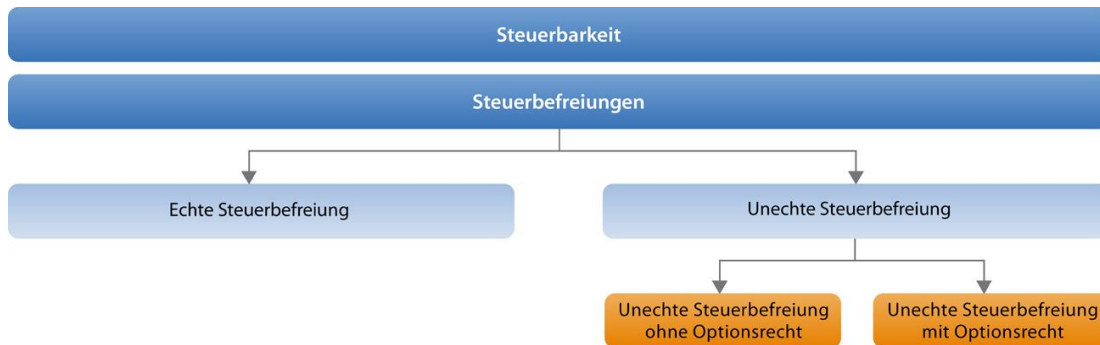 Steuerbarkeit
Steuerbefreiungen
Echte Steuerbefreiung
Unechte Steuerbefreiung
Unechte Steuerbefreiung
ohne Optionsrecht
Unechte Steuerbefreiung
mit Optionsrecht